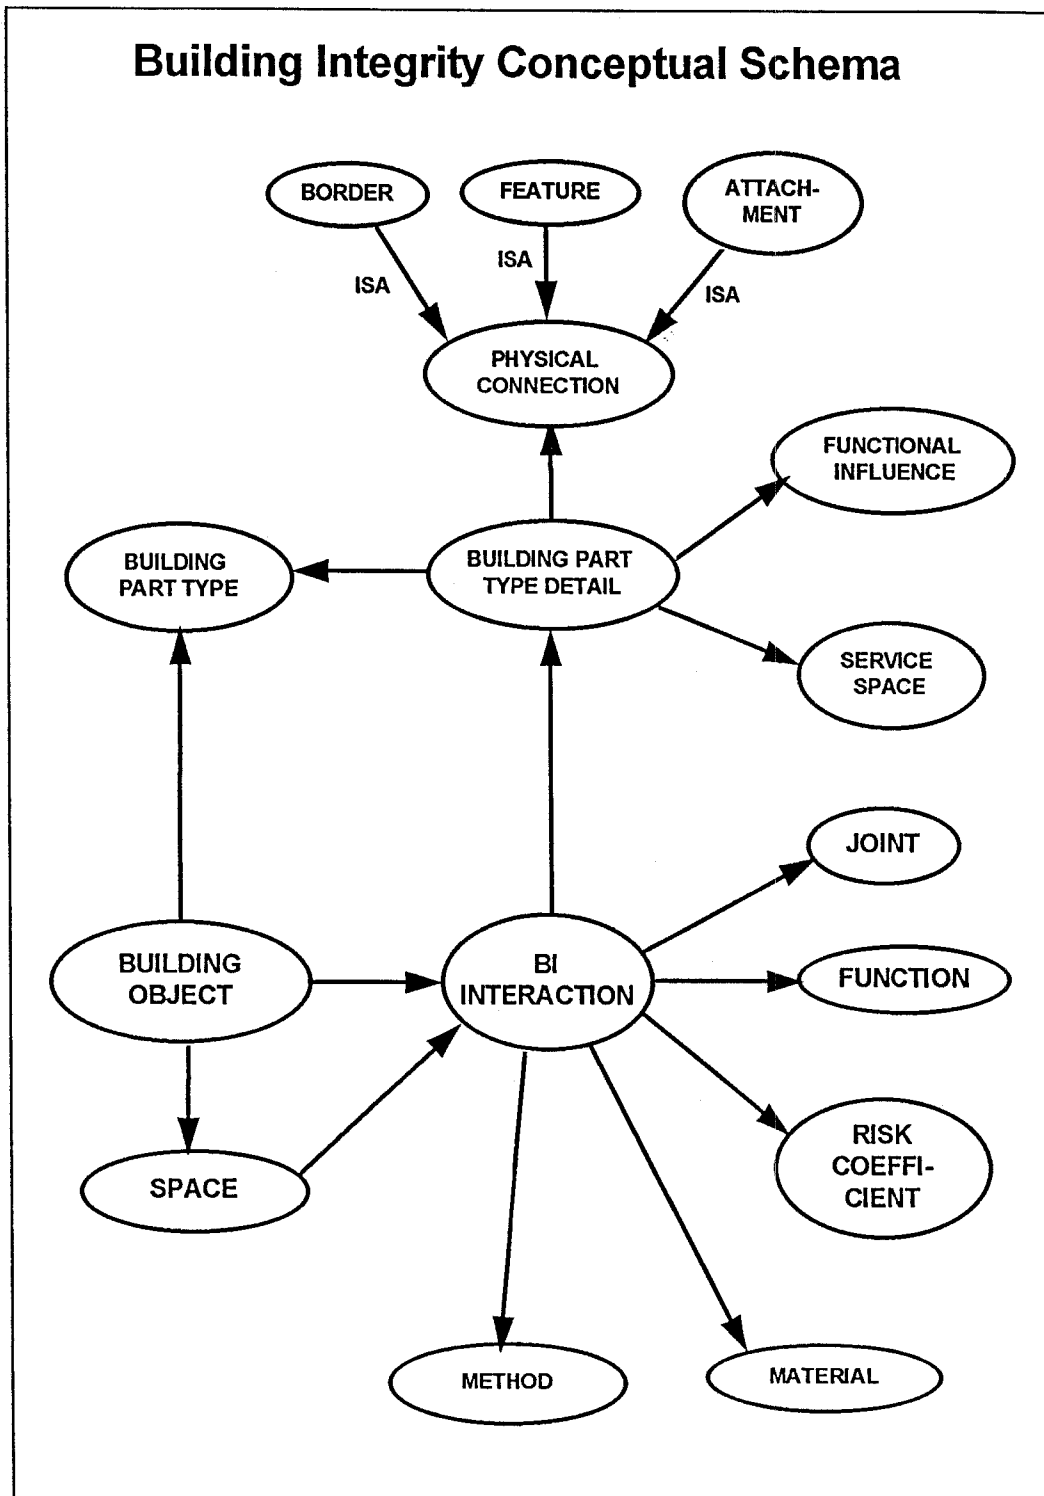 Building Integrity Conceptual Schema
BORDER
FEATURE
ATTACH-
MENT
ISA
ISA
ISA
PHYSICAL
CONNECTION
FUNCTIONAL
INFLUENCE
BUILDING
PART TYPE
BUILDING PART
TYPE DETAIL
SERVICE
SPACE
JOINT
BUILDING
OBJECT
BI
INTERACTION
FUNCTION
RISK
COEFFI-
CIENT
SPACE
METHOD
MATERIAL